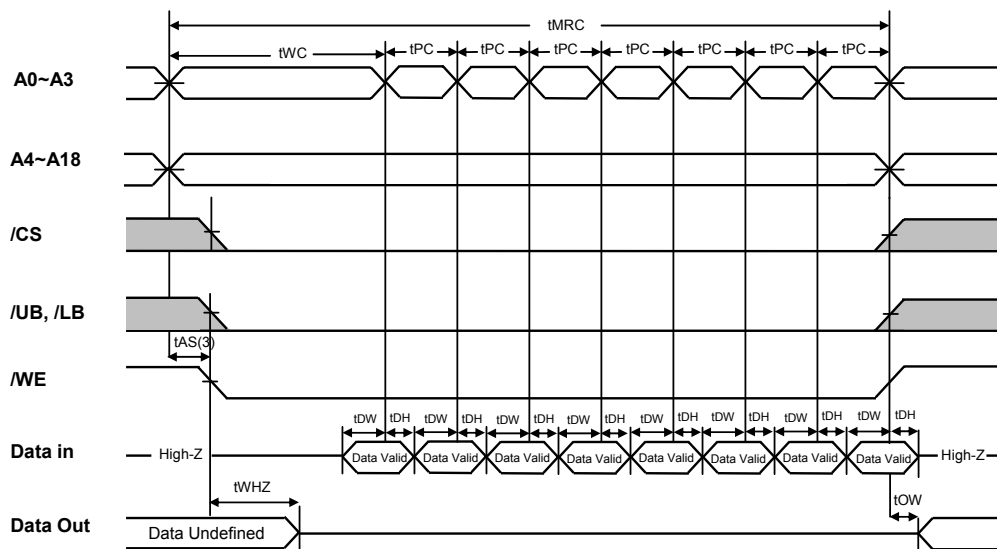 tMRC
tWC tPC tPC tPC tPC tPC tPC tPC
A0~A3
A4~A18
/CS
/UB, /LB
tAS(3)
/WE
tDW tDH tDW tDH tDW tDH tDW tDH tDW tDH tDW tDH tDW tDH tDW tDH
Data in High-Z Data Valid Data Valid Data Valid Data Valid Data Valid Data Valid Data Valid Data Valid High-Z
tWHZ tOW
Data Out Data Undefined